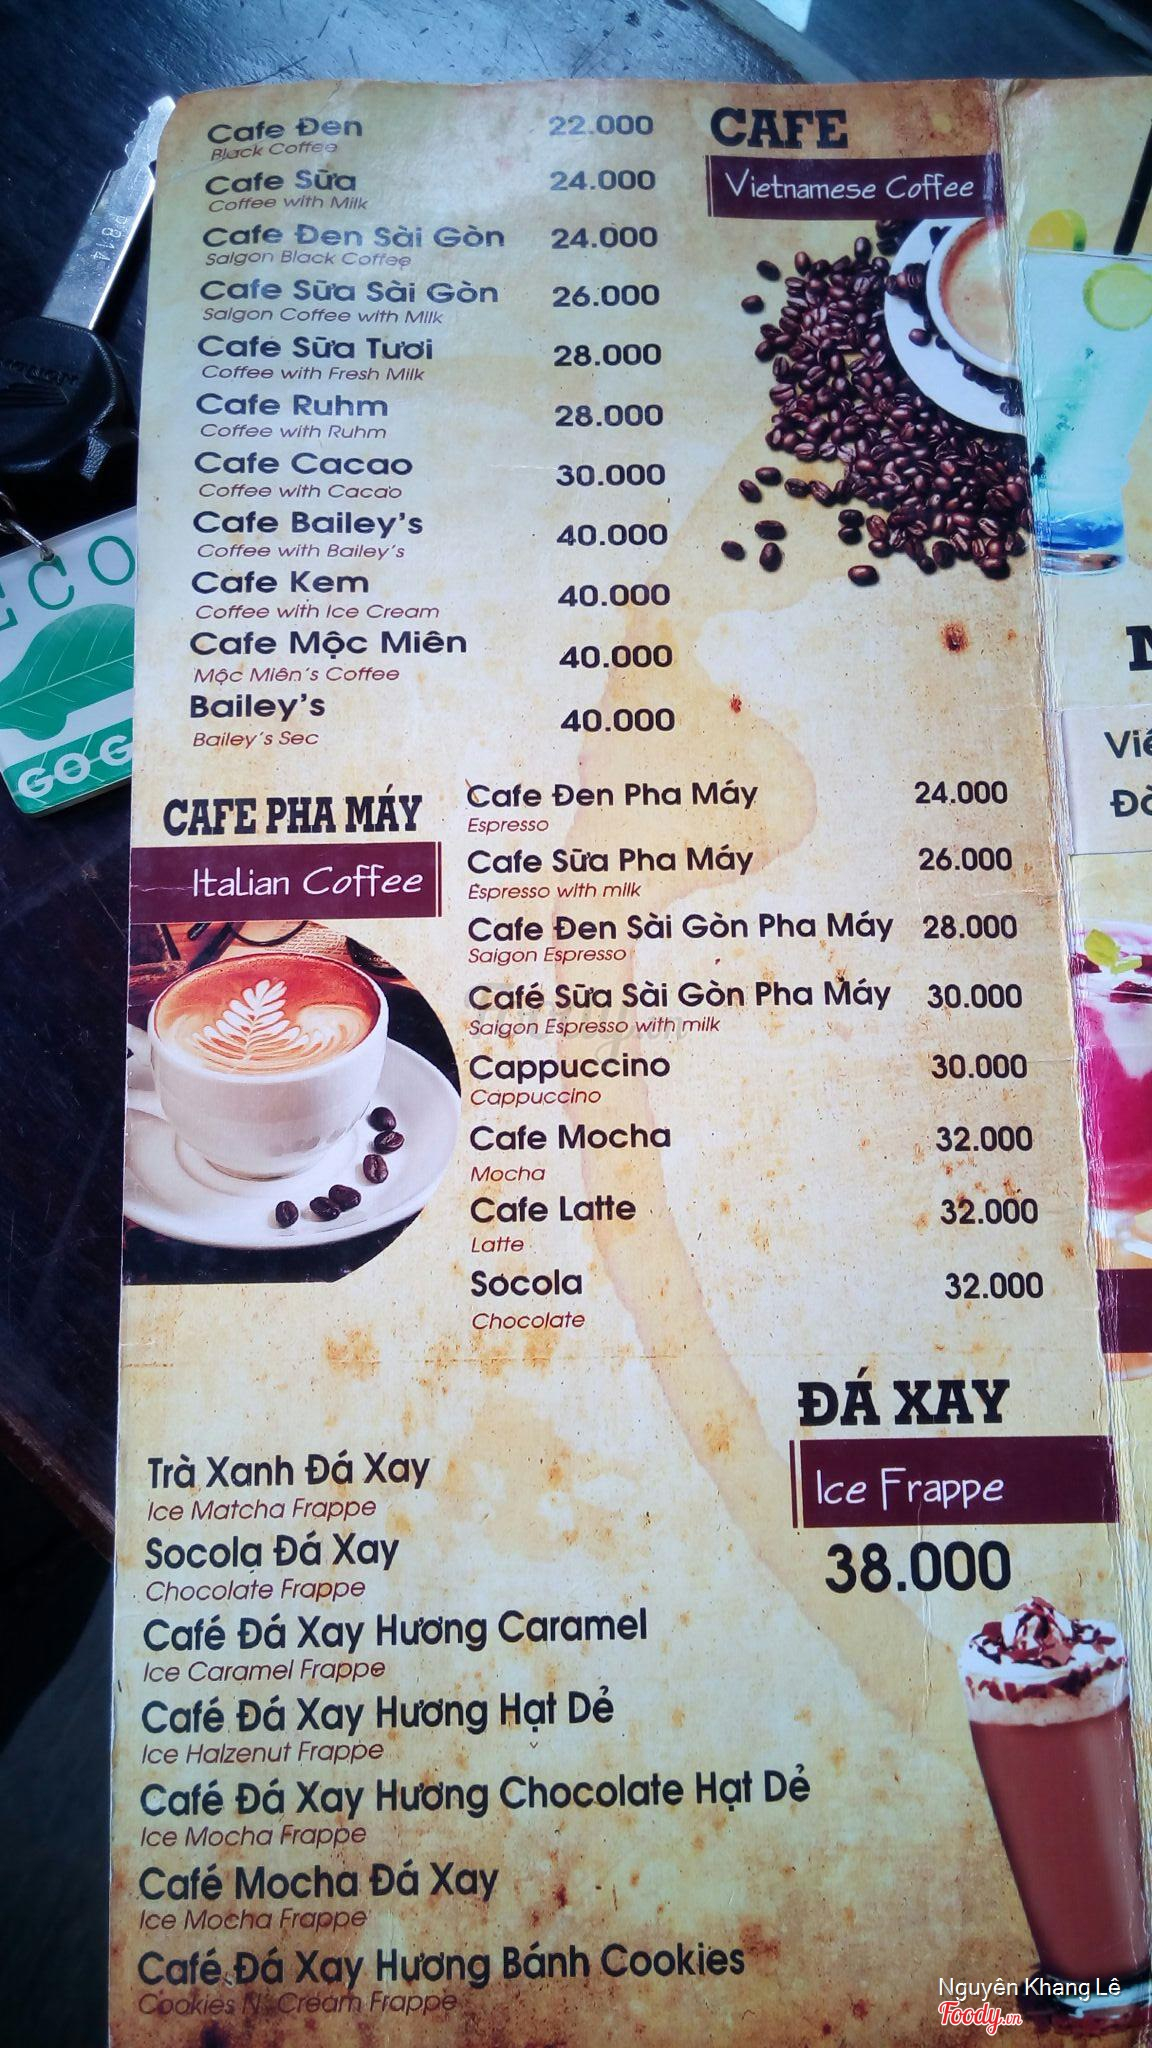 CAFE
Vietnamese Coffee
Cafe Đen 22.000
Black Coffee
Cafe Sữa 24.000
Coffee with Milk
Cafe Đen Sài Gòn 24.000
Saigon Black Coffee
Cafe Sữa Sài Gòn 26.000
Saigon Coffee with Milk
Cafe Sữa Tươi 28.000
Coffee with Fresh Milk
Cafe Ruhm 28.000
Coffee with Ruhm
Cafe Cacao 30.000
Coffee with Cacao
Cafe Bailey's 40.000
Coffee with Bailey's
Cafe Kem 40.000
Coffee with Ice Cream
Cafe Mộc Miên 40.000
Mộc Miên's Coffee
Bailey's 40.000
Bailey's Sec
CAFE PHA MÁY
Italian Coffee
Cafe Đen Pha Máy 24.000
Espresso
Cafe Sữa Pha Máy 26.000
Espresso with milk
Cafe Đen Sài Gòn Pha Máy 28.000
Saigon Espresso
Café Sữa Sài Gòn Pha Máy 30.000
Saigon Espresso with milk
Cappuccino 30.000
Cappuccino
Cafe Mocha 32.000
Mocha
Cafe Latte 32.000
Latte
Socola 32.000
Chocolate
ĐÁ XAY
Ice Frappe
38.000
Trà Xanh Đá Xay
Ice Matcha Frappe
Socola Đá Xay
Chocolate Frappe
Café Đá Xay Hương Caramel
Ice Caramel Frappe
Café Đá Xay Hương Hạt Dẻ
Ice Halzenut Frappe
Café Đá Xay Hương Chocolate Hạt Dẻ
Ice Mocha Frappe
Café Mocha Đá Xay
Ice Mocha Frappe
Café Đá Xay Hương Bánh Cookies
Cookies N' Cream Frappe
P814
ECO
GO G
Nguyên Khang Lê
Foody.vn